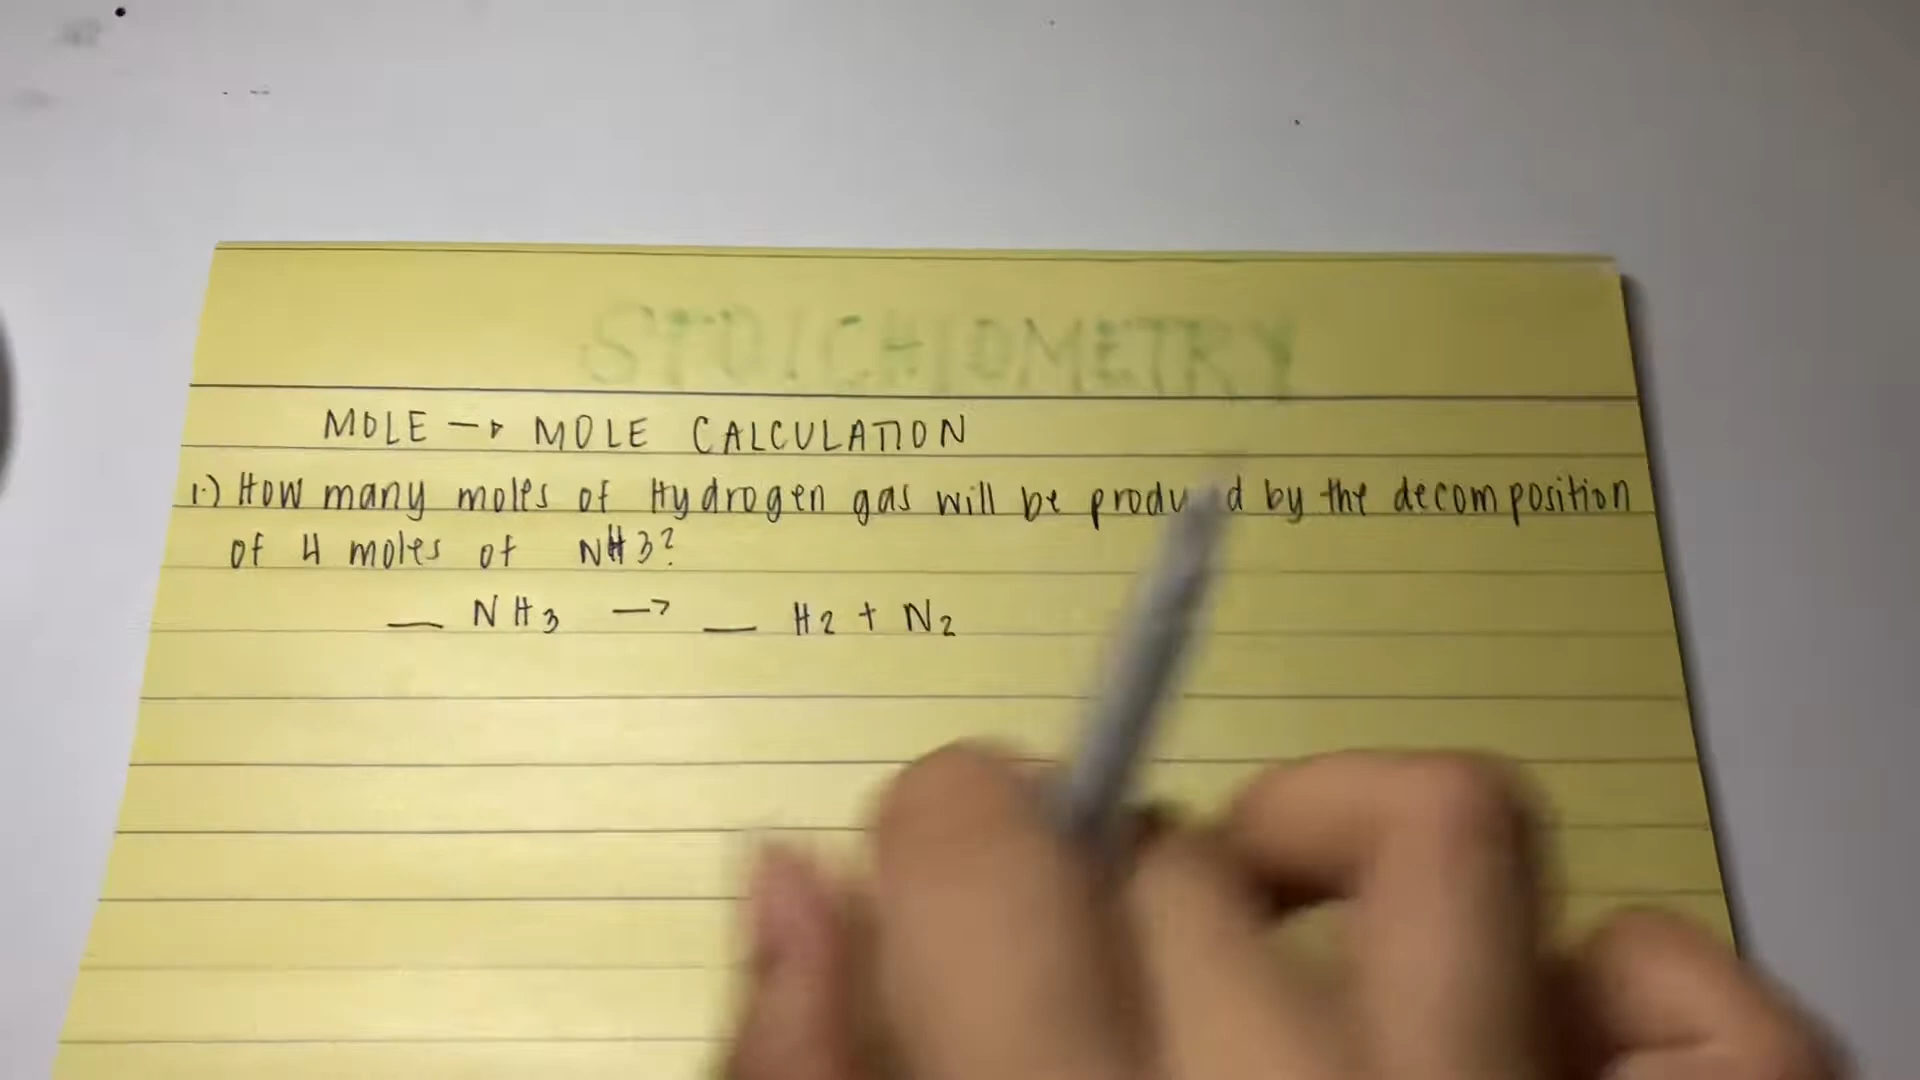 STOICHIOMETRY
MOLE → MOLE CALCULATION
1.) How many moles of Hydrogen gas will be produced by the decomposition
of 4 moles of NH3?
__ NH3 → __ H2 + N2